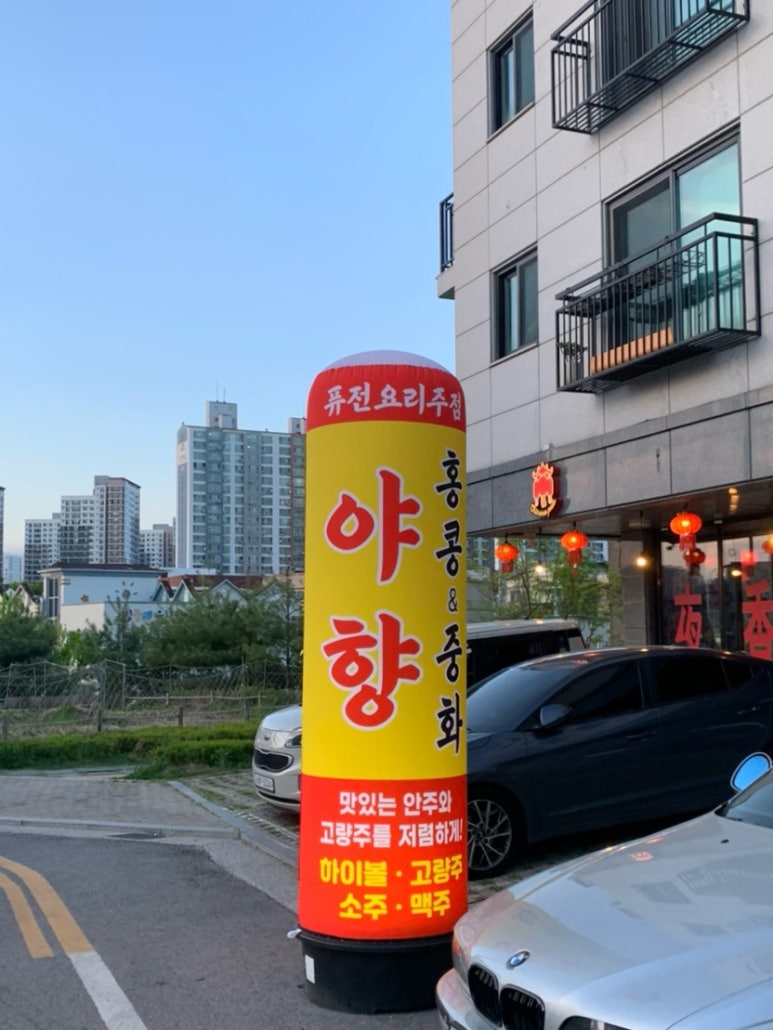 퓨전요리주점
야향
홍콩&중화
맛있는 안주와
고량주를 저렴하게!
하이볼 · 고량주
소주 · 맥주
夜香